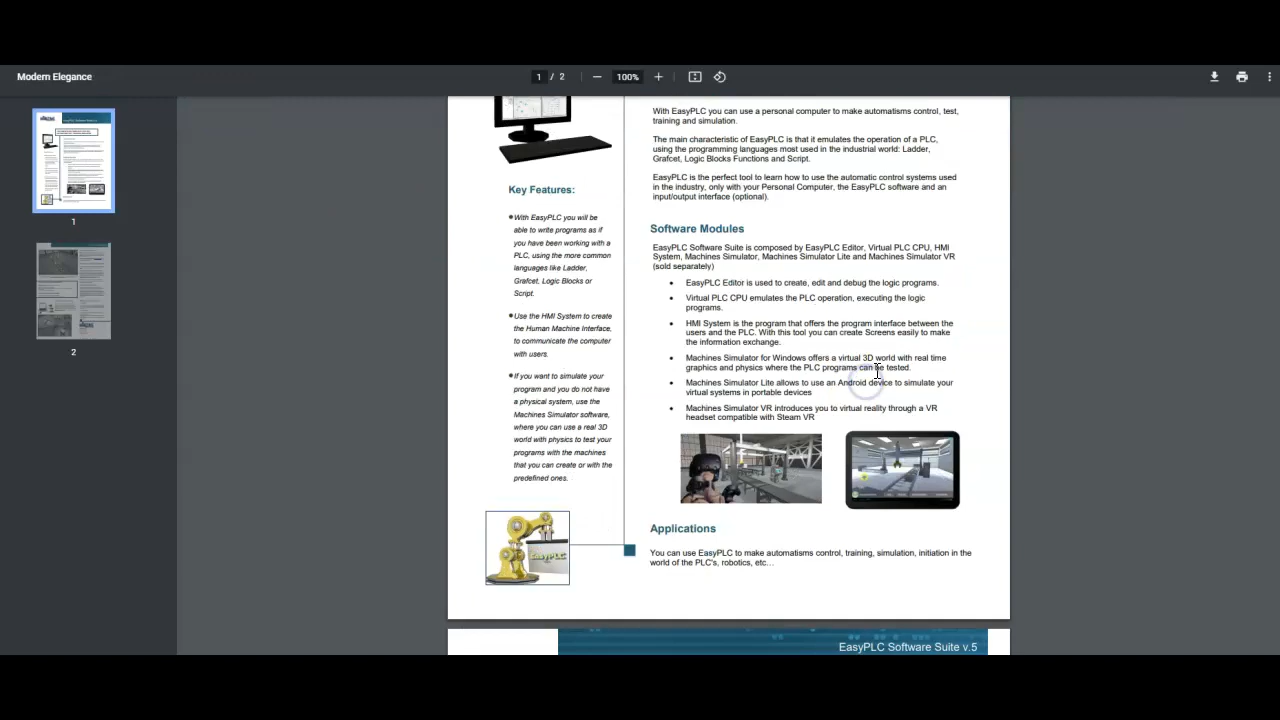 Modern Elegance
1 / 2
100%
1
2
With EasyPLC you can use a personal computer to make automatisms control, test,
training and simulation.
The main characteristic of EasyPLC is that it emulates the operation of a PLC,
using the programming languages most used in the industrial world: Ladder,
Grafcet, Logic Blocks Functions and Script.
EasyPLC is the perfect tool to learn how to use the automatic control systems used
in the industry, only with your Personal Computer, the EasyPLC software and an
input/output interface (optional).
Key Features:
With EasyPLC you will be
able to write programs as if
you have been working with a
PLC, using the more common
languages like Ladder,
Grafcet, Logic Blocks or
Script.
Use the HMI System to create
the Human Machine Interface,
to communicate the computer
with users.
If you want to simulate your
program and you do not have
a physical system, use the
Machines Simulator software,
where you can use a real 3D
world with physics to test your
programs with the machines
that you can create or with the
predefined ones.
EasyPLC
Software Modules
EasyPLC Software Suite is composed by EasyPLC Editor, Virtual PLC CPU, HMI
System, Machines Simulator, Machines Simulator Lite and Machines Simulator VR
(sold separately)
EasyPLC Editor is used to create, edit and debug the logic programs.
Virtual PLC CPU emulates the PLC operation, executing the logic
programs.
HMI System is the program that offers the program interface between the
users and the PLC. With this tool you can create Screens easily to make
the information exchange.
Machines Simulator for Windows offers a virtual 3D world with real time
graphics and physics where the PLC programs can be tested.
Machines Simulator Lite allows to use an Android device to simulate your
virtual systems in portable devices
Machines Simulator VR introduces you to virtual reality through a VR
headset compatible with Steam VR
Applications
You can use EasyPLC to make automatisms control, training, simulation, initiation in the
world of the PLC's, robotics, etc…
EasyPLC Software Suite v.5